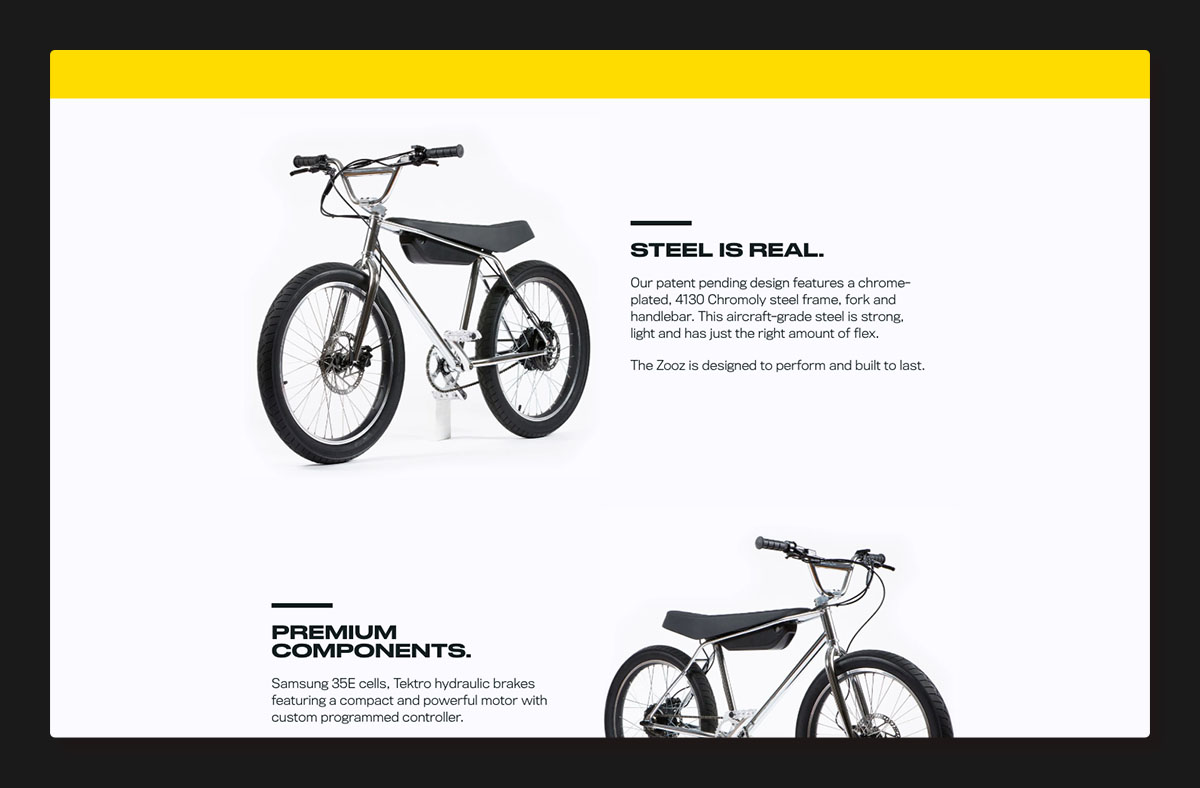 STEEL IS REAL.
Our patent pending design features a chrome-
plated, 4130 Chromoly steel frame, fork and
handlebar. This aircraft-grade steel is strong,
light and has just the right amount of flex.
The Zooz is designed to perform and built to last.
PREMIUM
COMPONENTS.
Samsung 35E cells, Tektro hydraulic brakes
featuring a compact and powerful motor with
custom programmed controller.